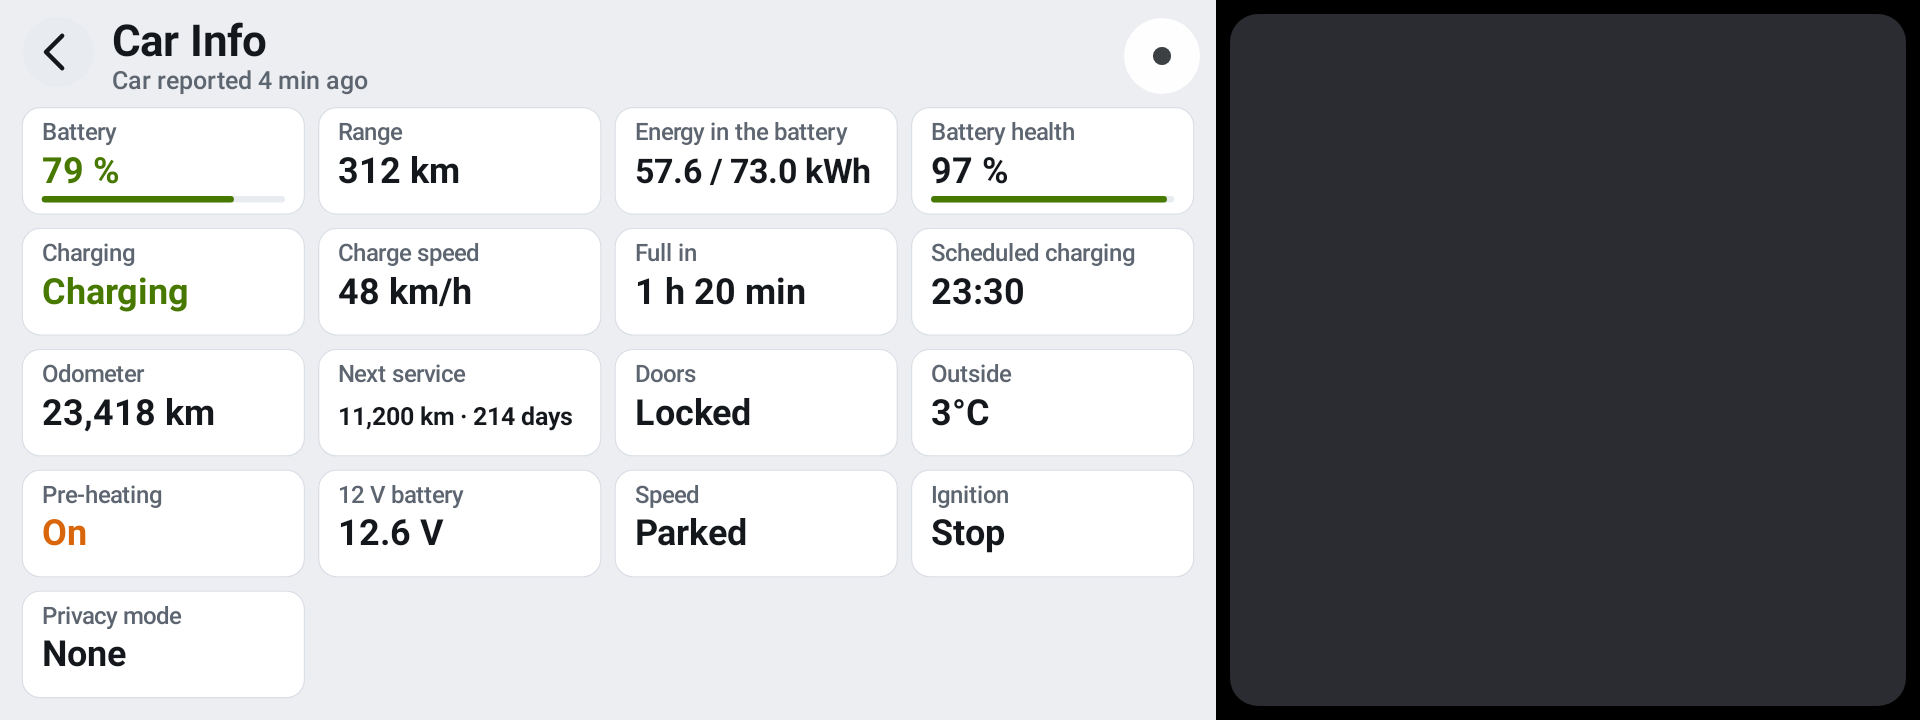 Car Info
Car reported 4 min ago
Battery
79 %
Range
312 km
Energy in the battery
57.6 / 73.0 kWh
Battery health
97 %
Charging
Charging
Charge speed
48 km/h
Full in
1 h 20 min
Scheduled charging
23:30
Odometer
23,418 km
Next service
11,200 km · 214 days
Doors
Locked
Outside
3°C
Pre-heating
On
12 V battery
12.6 V
Speed
Parked
Ignition
Stop
Privacy mode
None